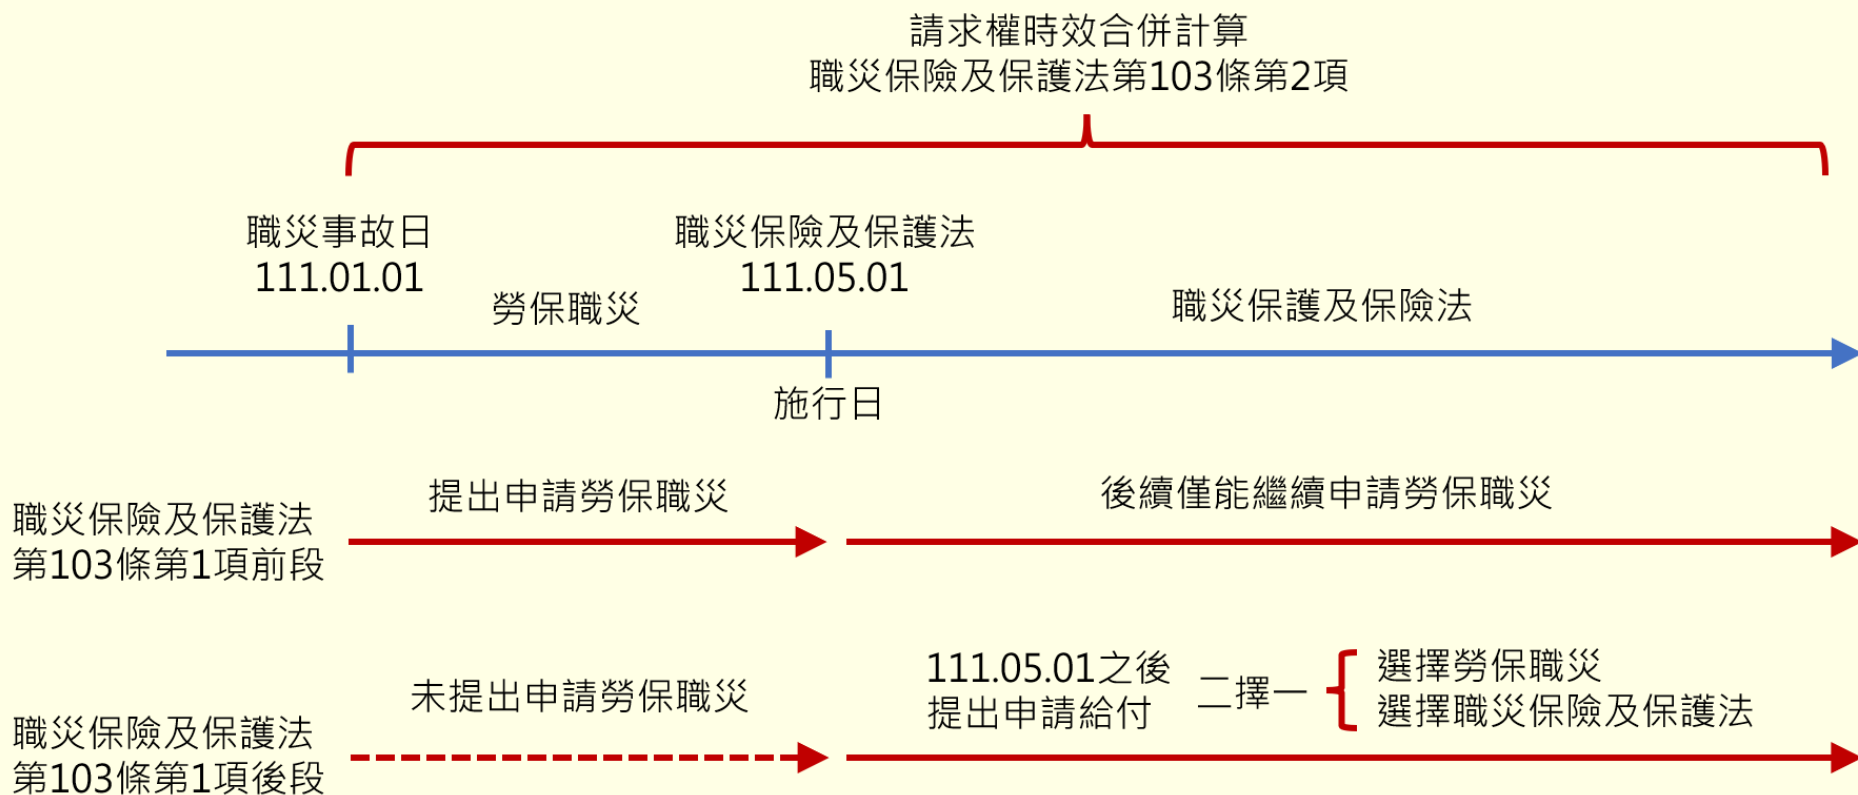 請求權時效合併計算
職災保險及保護法第103條第2項
職災事故日
111.01.01
勞保職災
職災保險及保護法
111.05.01
職災保護及保險法
施行日
職災保險及保護法
第103條第1項前段
提出申請勞保職災
後續僅能繼續申請勞保職災
職災保險及保護法
第103條第1項後段
未提出申請勞保職災
111.05.01之後
提出申請給付
二擇一
選擇勞保職災
選擇職災保險及保護法